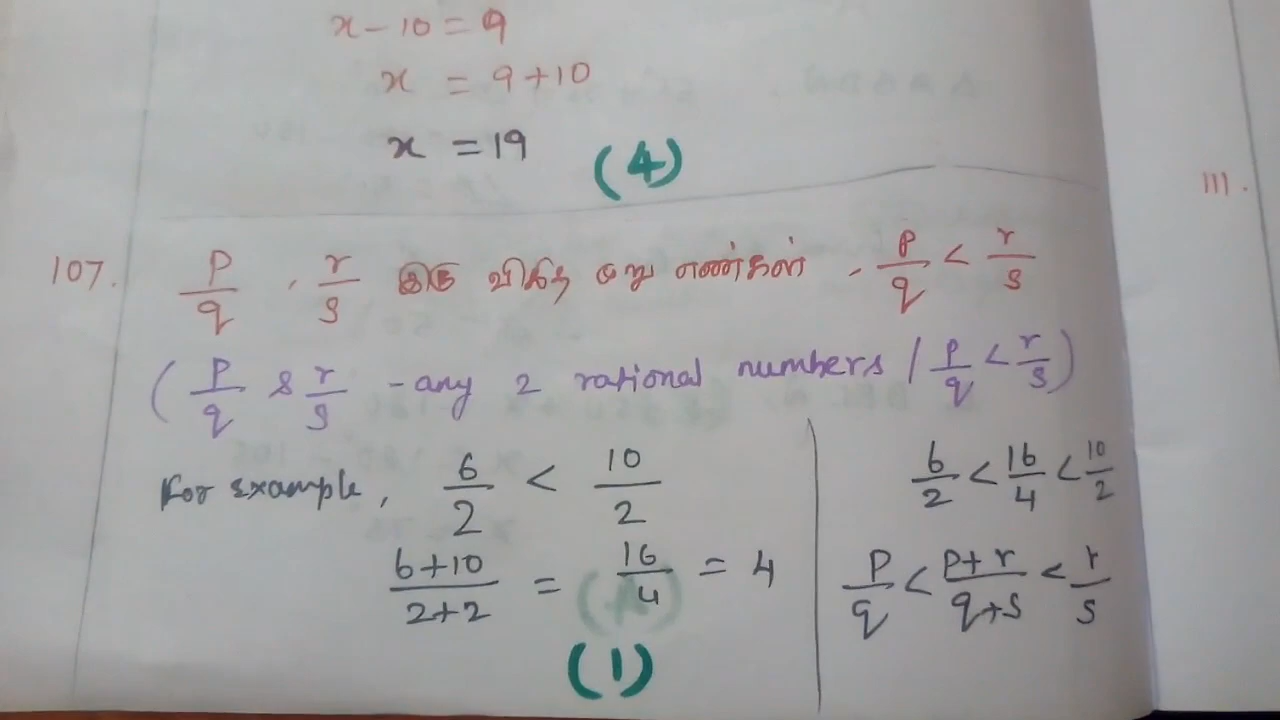 x - 10 = 9
x = 9 + 10
x = 19 (4)
111.
107. p/q , r/s இரு விகித முறு எண்கள் , p/q < r/s
( p/q & r/s - any 2 rational numbers / p/q < r/s )
For example, 6/2 < 10/2
6/2 < 16/4 < 10/2
6+10/2+2 = 16/4 = 4
p/q < p+r/q+s < r/s
(1)